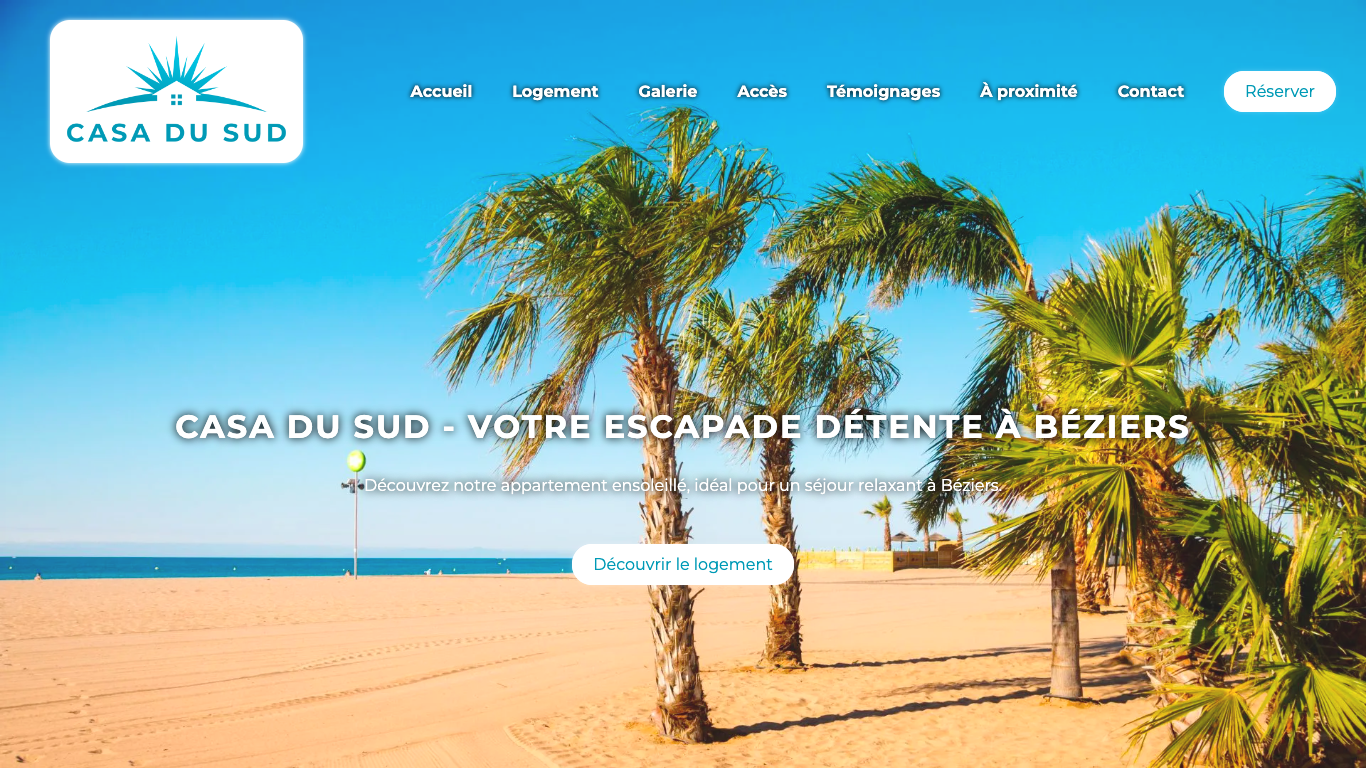 CASA DU SUD
Accueil
Logement
Galerie
Accès
Témoignages
À proximité
Contact
Réserver
CASA DU SUD - VOTRE ESCAPADE DÉTENTE À BÉZIERS
Découvrez notre appartement ensoleillé, idéal pour un séjour relaxant à Béziers.
Découvrir le logement